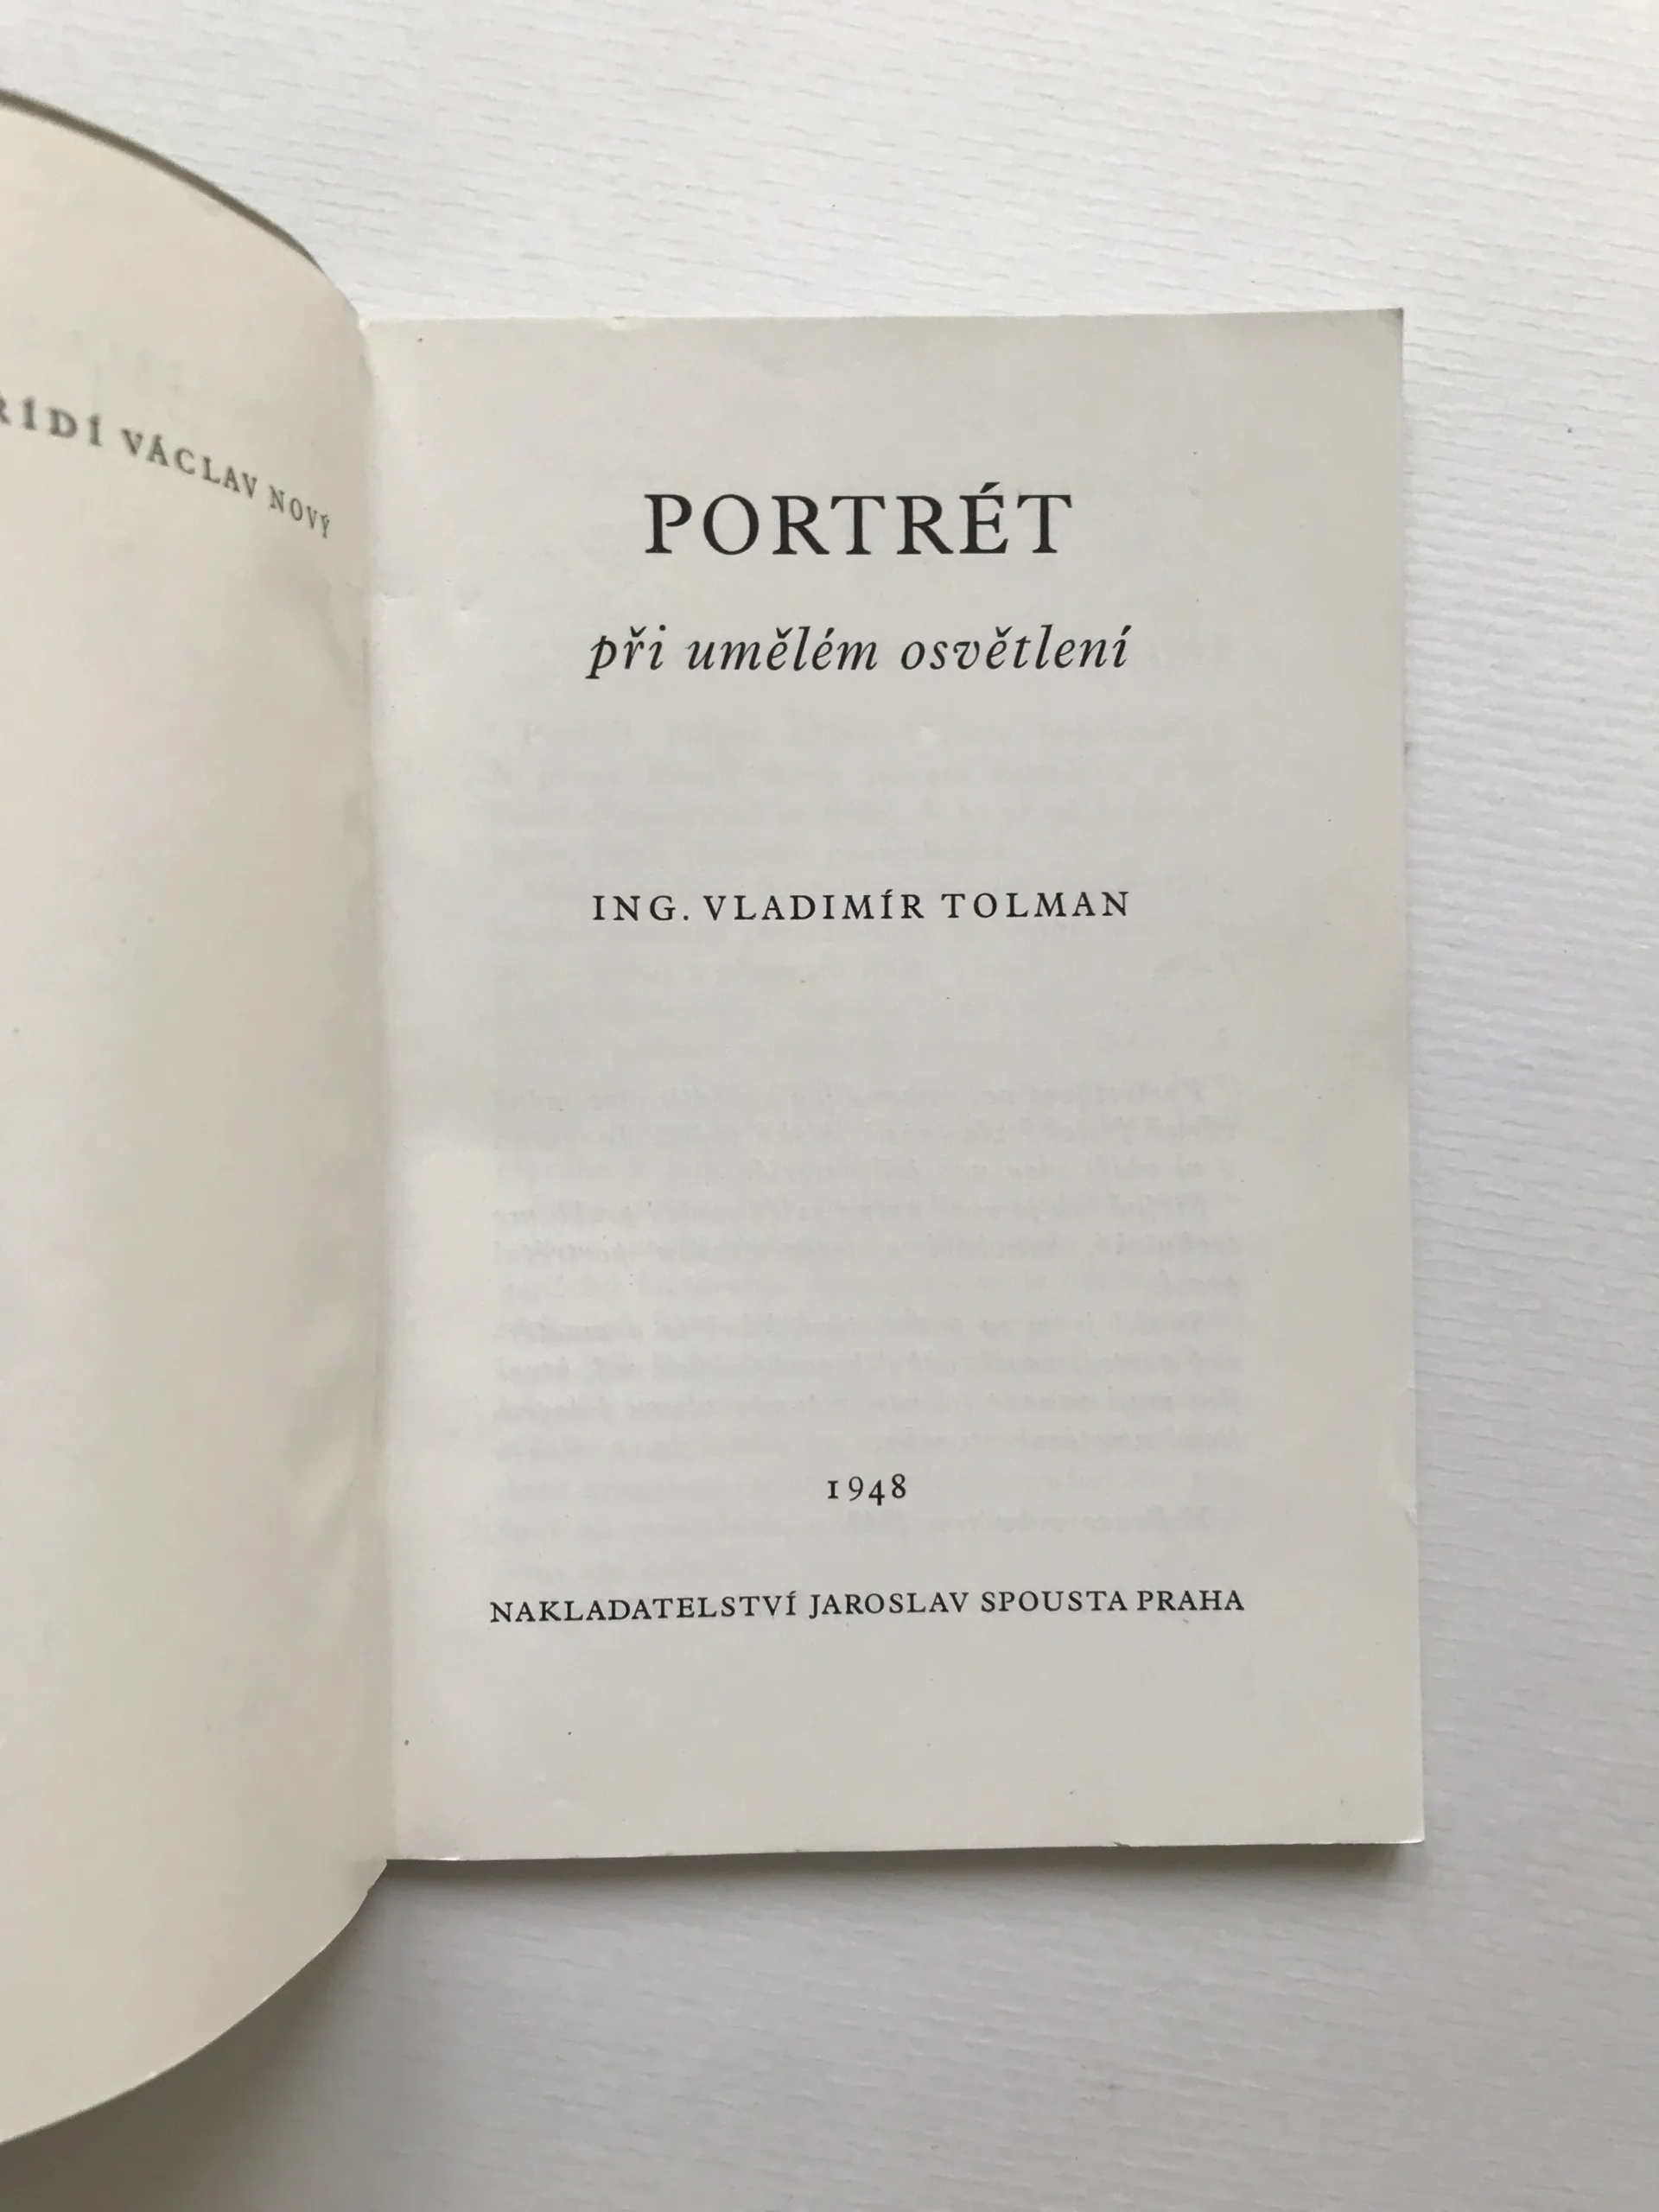 ŘÍDÍ VÁCLAV NOVÝ
PORTRÉT
při umělém osvětlení
ING. VLADIMÍR TOLMAN
1948
NAKLADATELSTVÍ JAROSLAV SPOUSTA PRAHA